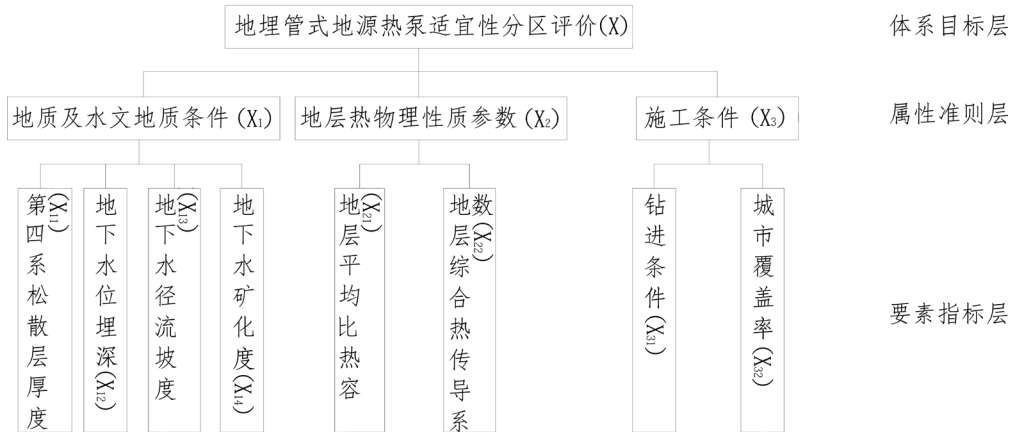 地埋管式地源热泵适宜性分区评价(X)
体系目标层
地质及水文地质条件(X1)
地层热物理性质参数(X2)
施工条件(X3)
属性准则层
第四系松散层厚度(X11)
地下水位埋深(X12)
地下水径流坡度(X13)
地下水矿化度(X14)
地层平均比热容(X21)
地层综合热传导系数(X22)
钻进条件(X31)
城市覆盖率(X32)
要素指标层